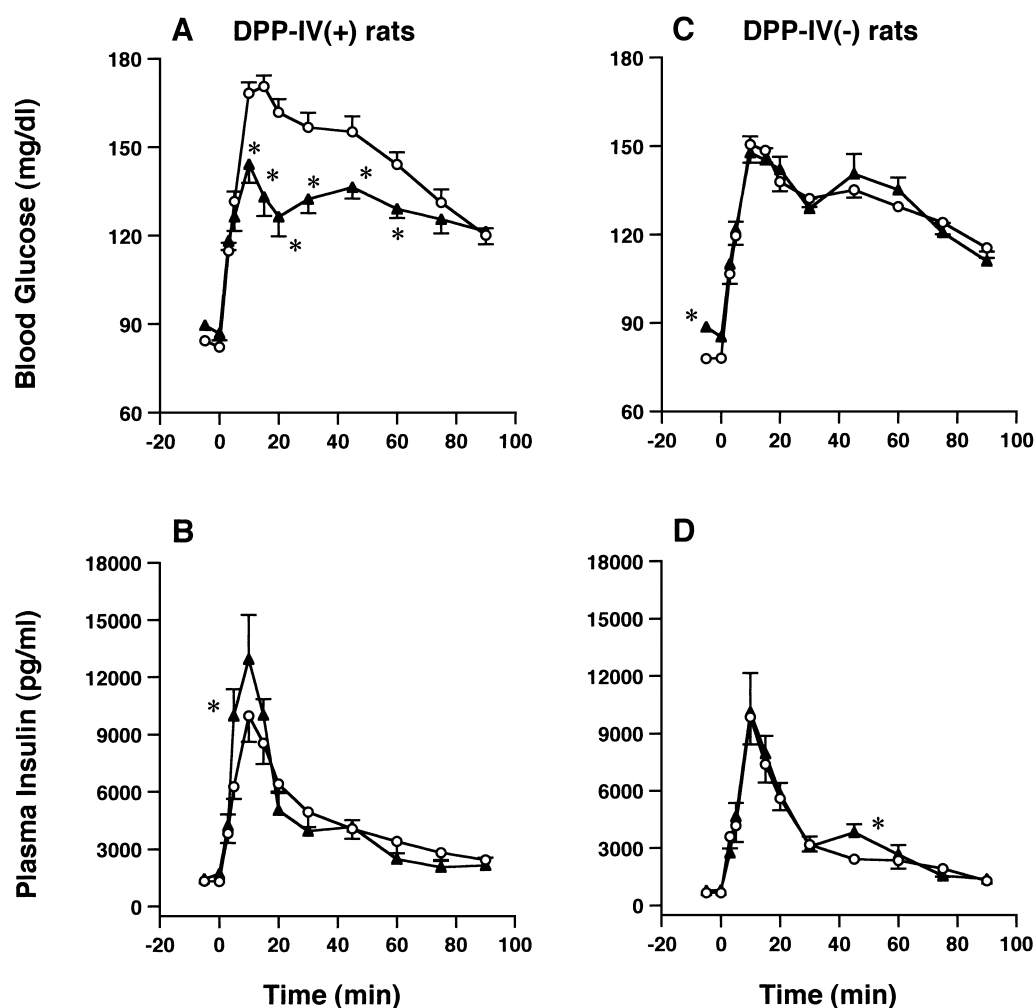 A DPP-IV(+) rats
C DPP-IV(-) rats
Blood Glucose (mg/dl)
180
150
120
90
60
-20 0 20 40 60 80 100
* * * * * *
180
150
120
90
60
-20 0 20 40 60 80 100
*
B
D
Plasma Insulin (pg/ml)
18000
15000
12000
9000
6000
3000
0
-20 0 20 40 60 80 100
*
Time (min)
18000
15000
12000
9000
6000
3000
0
-20 0 20 40 60 80 100
*
Time (min)